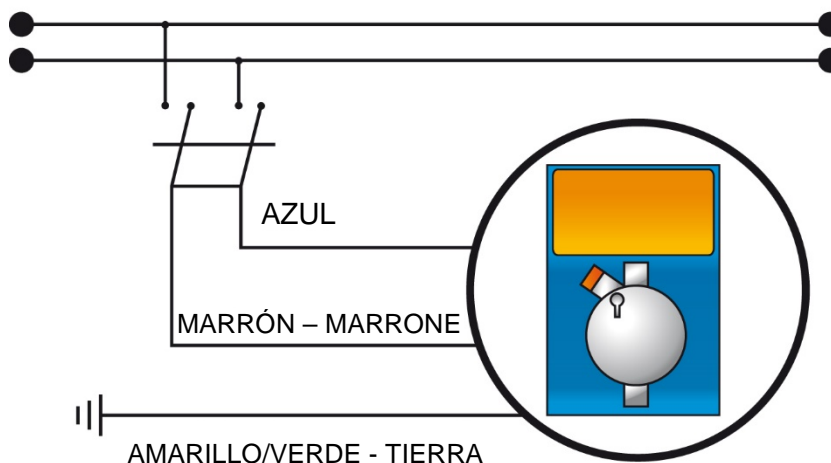 AZUL
MARRÓN – MARRONE
AMARILLO/VERDE - TIERRA